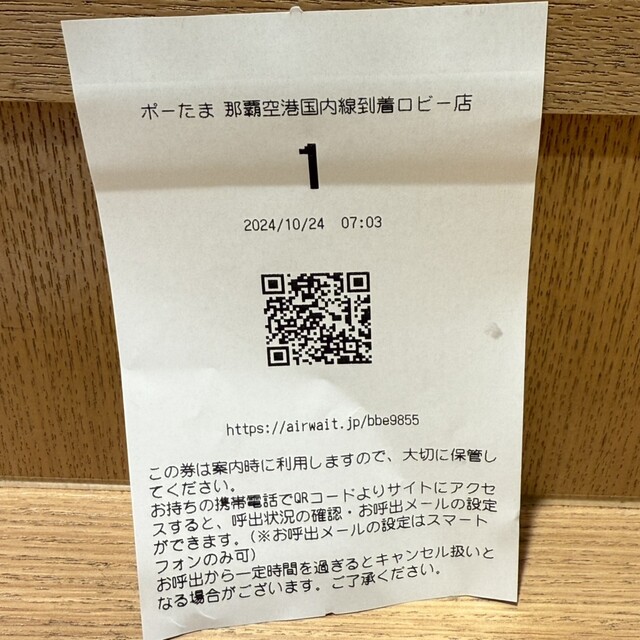 ポーたま 那覇空港国内線到着ロビー店
1
2024/10/24 07:03
https://airwait.jp/bbe9855
この券は案内時に利用しますので、大切に保管し
てください。
お持ちの携帯電話でQRコードよりサイトにアクセ
スすると、呼出状況の確認・お呼出メールの設定
ができます。(※お呼出メールの設定はスマート
フォンのみ可)
お呼出から一定時間を過ぎるとキャンセル扱いと
なる場合がございます。ご了承ください。